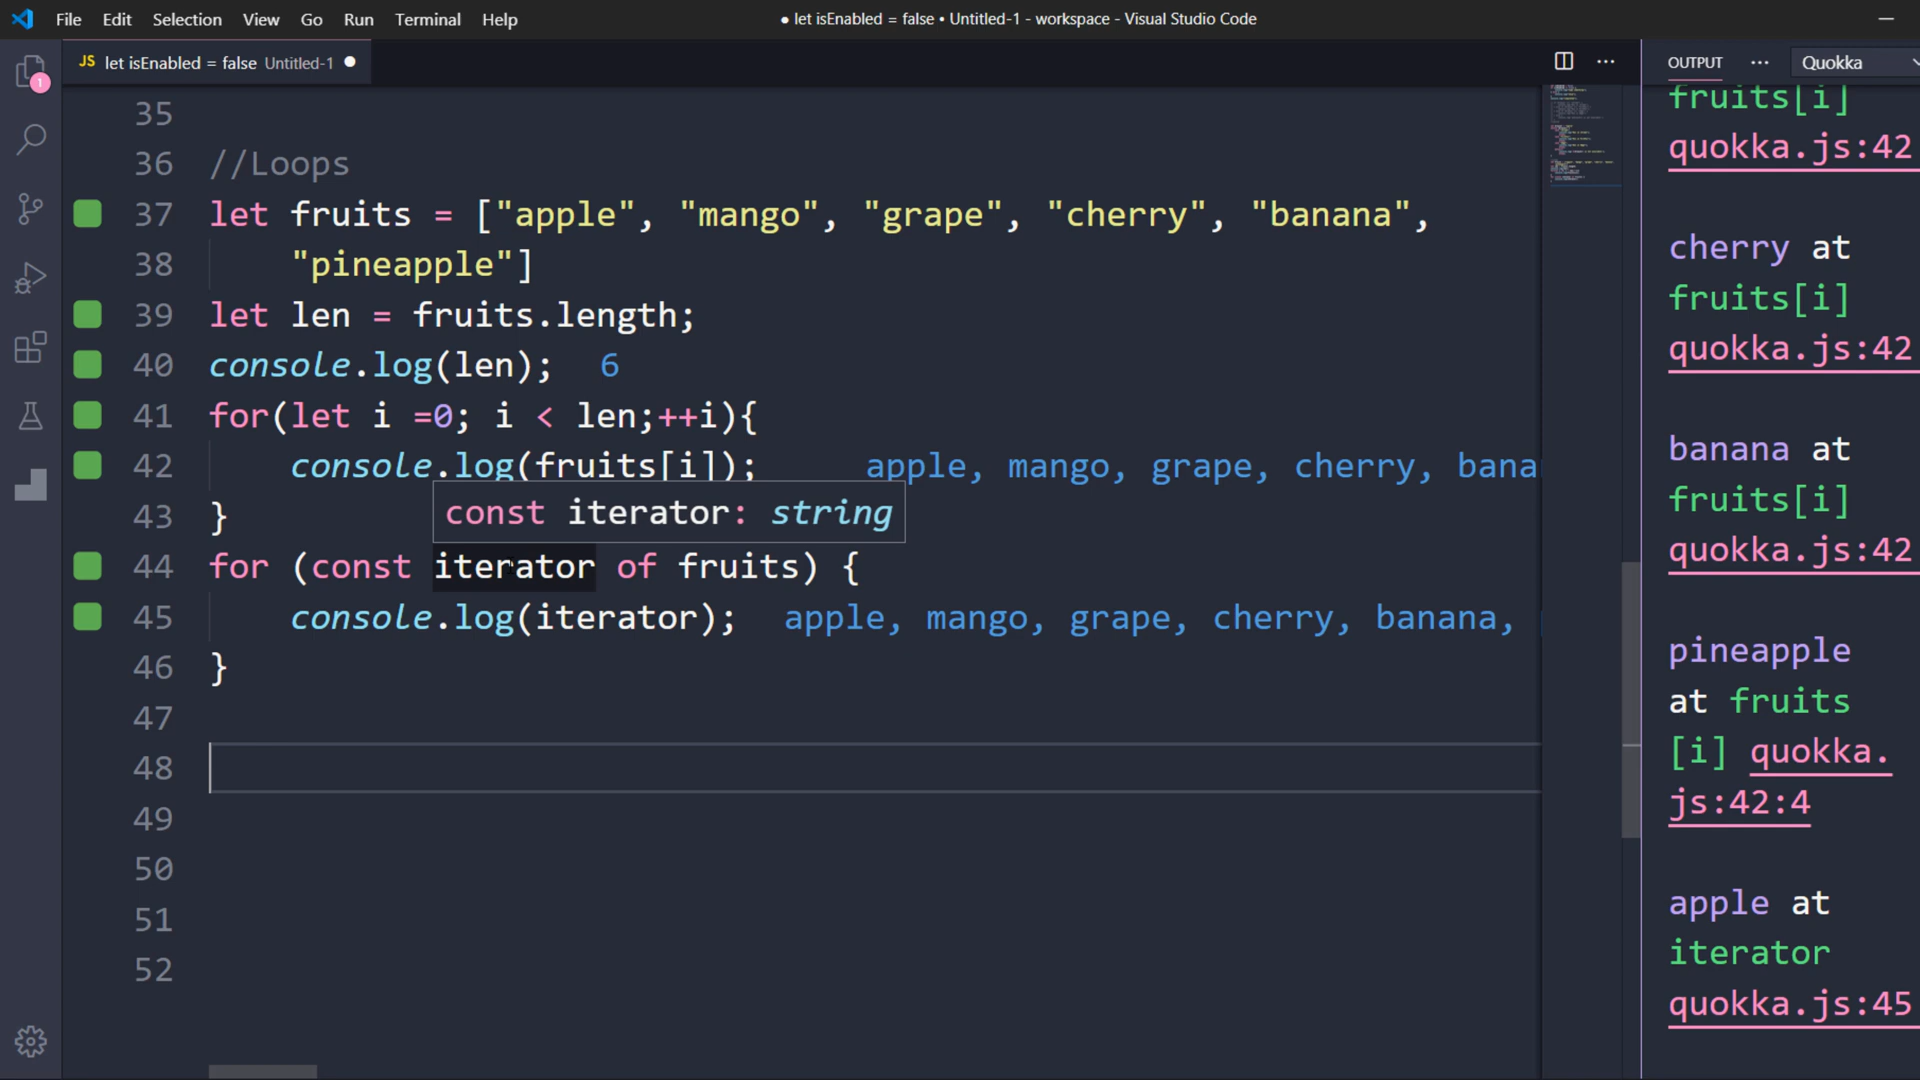 File Edit Selection View Go Run Terminal Help
● let isEnabled = false • Untitled-1 - workspace - Visual Studio Code
JS let isEnabled = false Untitled-1 ●
1
35
36 //Loops
37 let fruits = ["apple", "mango", "grape", "cherry", "banana",
38 "pineapple"]
39 let len = fruits.length;
40 console.log(len); 6
41 for(let i =0; i < len;++i){
42 console.log(fruits[i]); apple, mango, grape, cherry, bana
43 }
const iterator: string
44 for (const iterator of fruits) {
45 console.log(iterator); apple, mango, grape, cherry, banana,
46 }
47
48
49
50
51
52
OUTPUT ··· Quokka
fruits[i]
quokka.js:42
cherry at
fruits[i]
quokka.js:42
banana at
fruits[i]
quokka.js:42
pineapple
at fruits
[i] quokka.
js:42:4
apple at
iterator
quokka.js:45